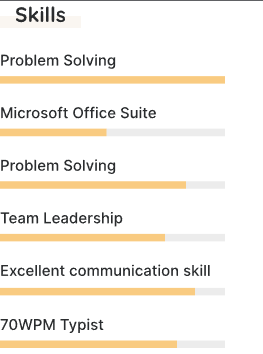 Skills
Problem Solving
Microsoft Office Suite
Problem Solving
Team Leadership
Excellent communication skill
70WPM Typist